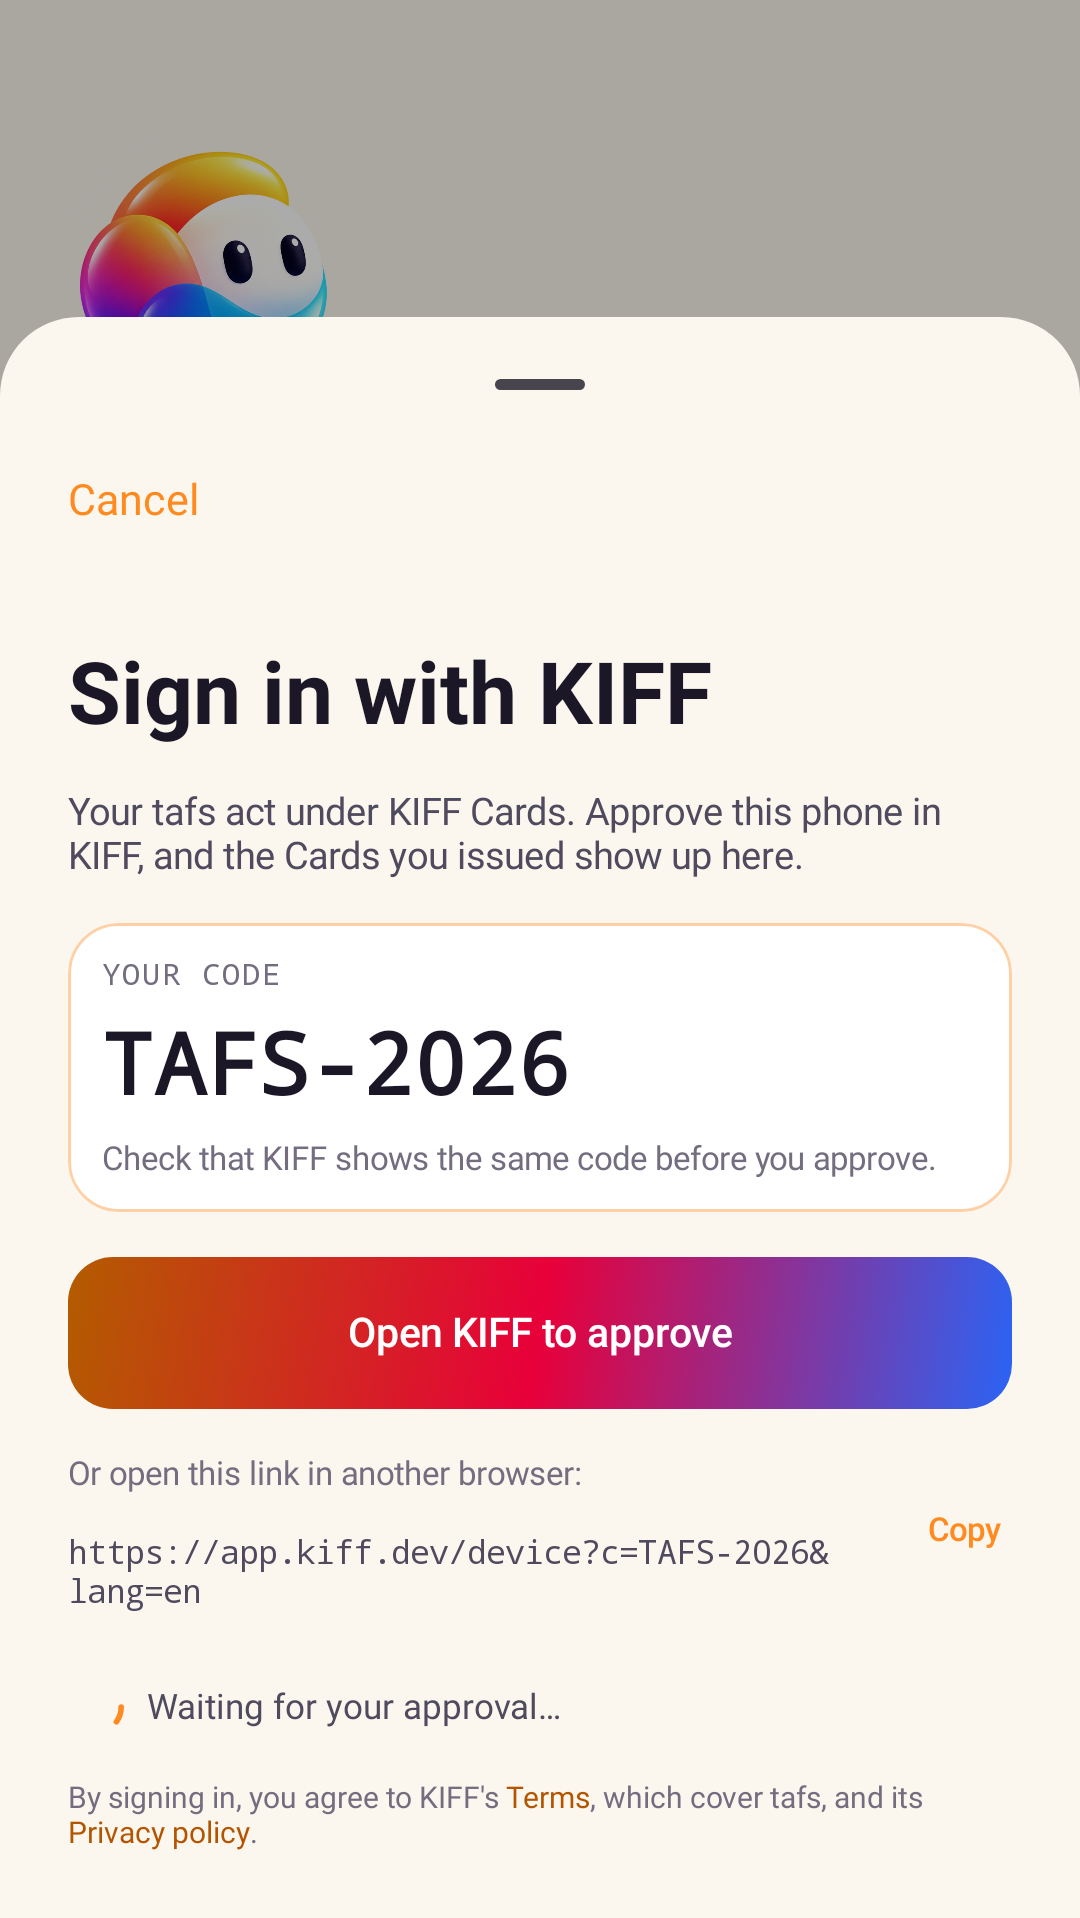 Cancel
Sign in with KIFF
Your tafs act under KIFF Cards. Approve this phone in
KIFF, and the Cards you issued show up here.
YOUR CODE
TAFS-2026
Check that KIFF shows the same code before you approve.
Open KIFF to approve
Or open this link in another browser:
Copy
https://app.kiff.dev/device?c=TAFS-2026&
lang=en
Waiting for your approval…
By signing in, you agree to KIFF's Terms, which cover tafs, and its
Privacy policy.